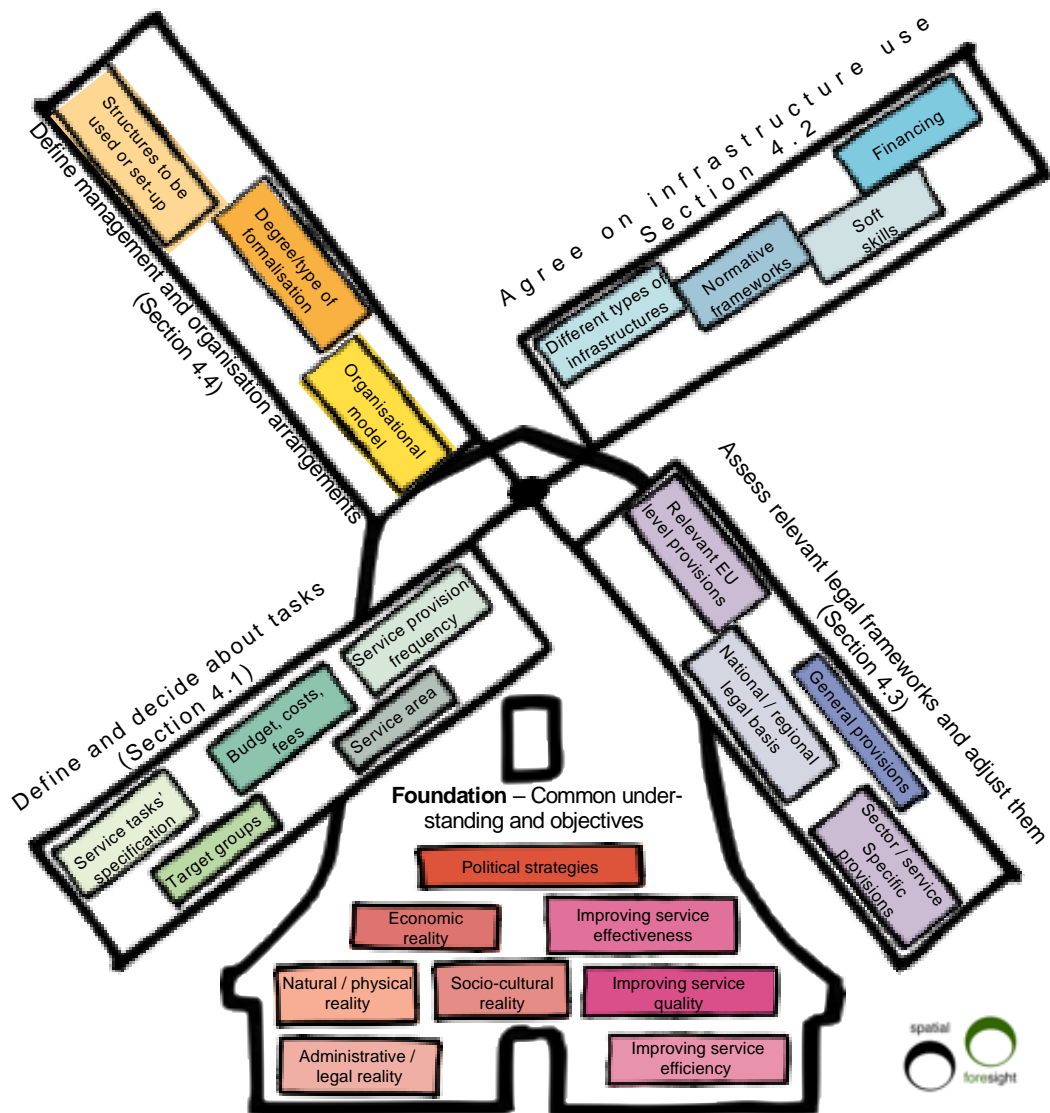 Structures to be
used or set-up
Degree/type of
formalisation
Organisational
model
Define management and organisation arrangements
(Section 4.4)
Agree on infrastructure use
Section 4.2
Financing
Soft
skills
Normative
frameworks
Different types of
infrastructures
Assess relevant legal frameworks and adjust them
(Section 4.3)
Relevant EU
level provisions
National / regional
legal basis
General provisions
Sector / service
Specific
provisions
Define and decide about tasks
(Section 4.1)
Service provision
frequency
Budget, costs,
fees
Service area
Service tasks’
specification
Target groups
Foundation – Common under-
standing and objectives
Political strategies
Economic
reality
Improving service
effectiveness
Natural / physical
reality
Socio-cultural
reality
Improving service
quality
Administrative /
legal reality
Improving service
efficiency
spatial
foresight